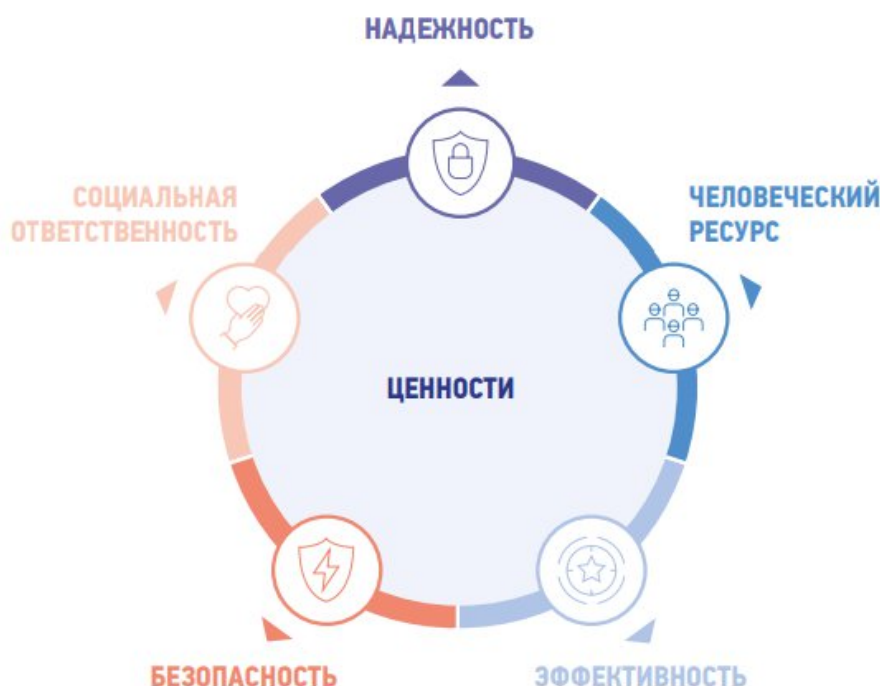 НАДЕЖНОСТЬ
СОЦИАЛЬНАЯ
ОТВЕТСТВЕННОСТЬ
ЧЕЛОВЕЧЕСКИЙ
РЕСУРС
ЦЕННОСТИ
БЕЗОПАСНОСТЬ
ЭФФЕКТИВНОСТЬ